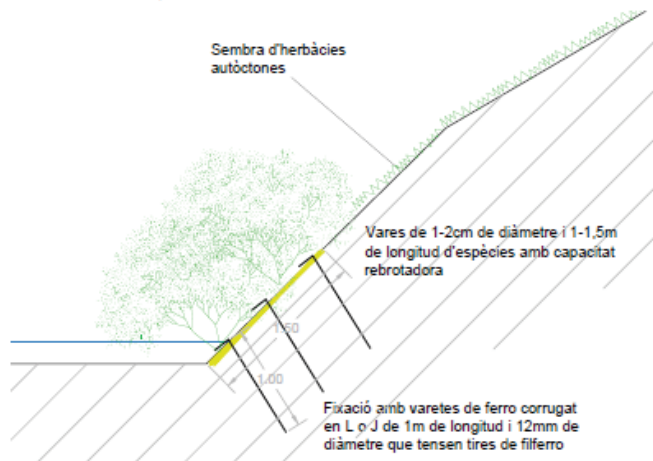 Sembra d'herbàcies
autòctones
Vares de 1-2cm de diàmetre i 1-1,5m
de longitud d'espècies amb capacitat
rebrotadora
1.50
1.00
Fixació amb varetes de ferro corrugat
en L o J de 1m de longitud i 12mm de
diàmetre que tensen tires de filferro